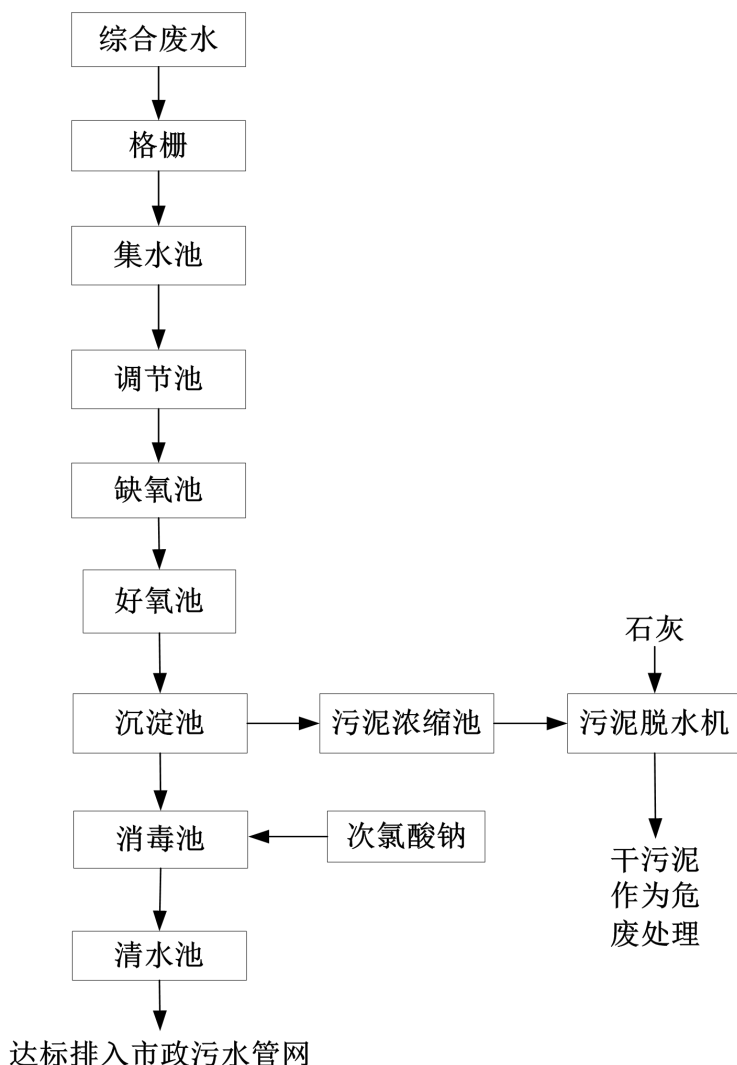 综合废水
格栅
集水池
调节池
缺氧池
好氧池
石灰
沉淀池
污泥浓缩池
污泥脱水机
消毒池
次氯酸钠
干污泥
作为危
废处理
清水池
达标排入市政污水管网